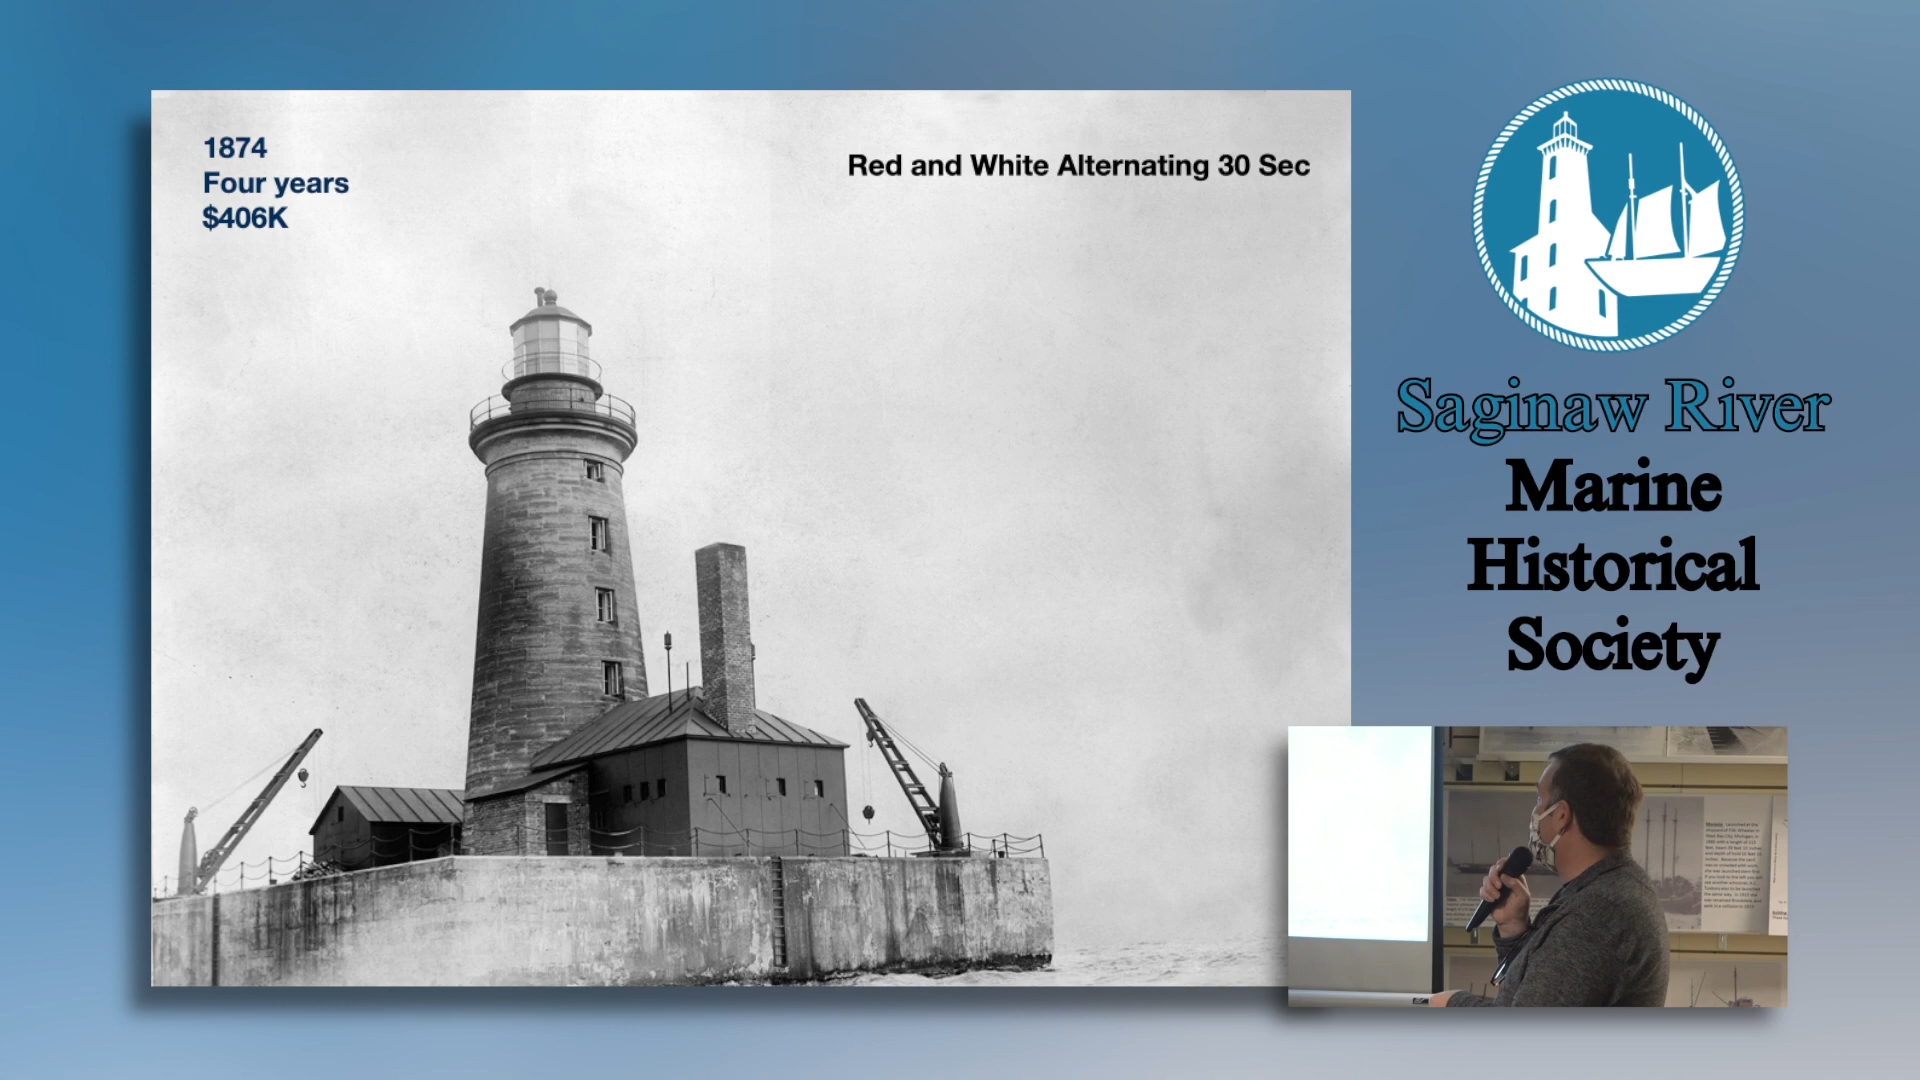 1874
Four years
$406K
Red and White Alternating 30 Sec
Saginaw River
Marine
Historical
Society